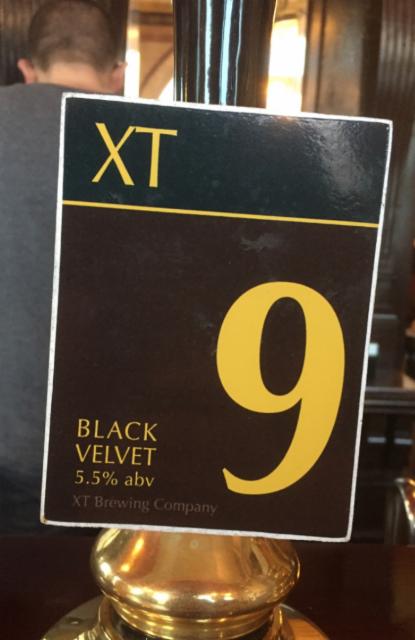 XT
9
BLACK
VELVET
5.5% abv
XT Brewing Company